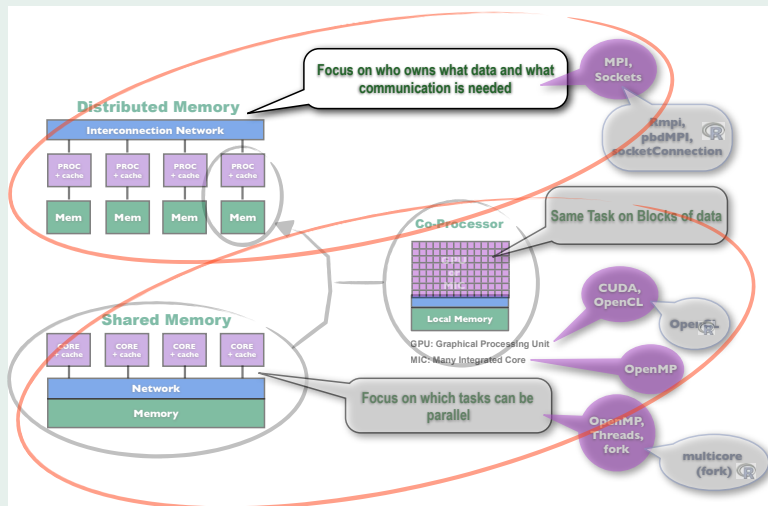 Focus on who owns what data and what
communication is needed
MPI,
Sockets
Distributed Memory
Interconnection Network
Rmpi,
pbdMPI,
socketConnection
PROC
+ cache
PROC
+ cache
PROC
+ cache
PROC
+ cache
Mem
Mem
Mem
Mem
Co-Processor
Same Task on Blocks of data
GPU
or
MIC
Local Memory
CUDA,
OpenCL
OpenCL
GPU: Graphical Processing Unit
MIC: Many Integrated Core
OpenMP
Shared Memory
CORE
+ cache
CORE
+ cache
CORE
+ cache
CORE
+ cache
Network
Memory
Focus on which tasks can be
parallel
OpenMP,
Threads,
fork
multicore
(fork)